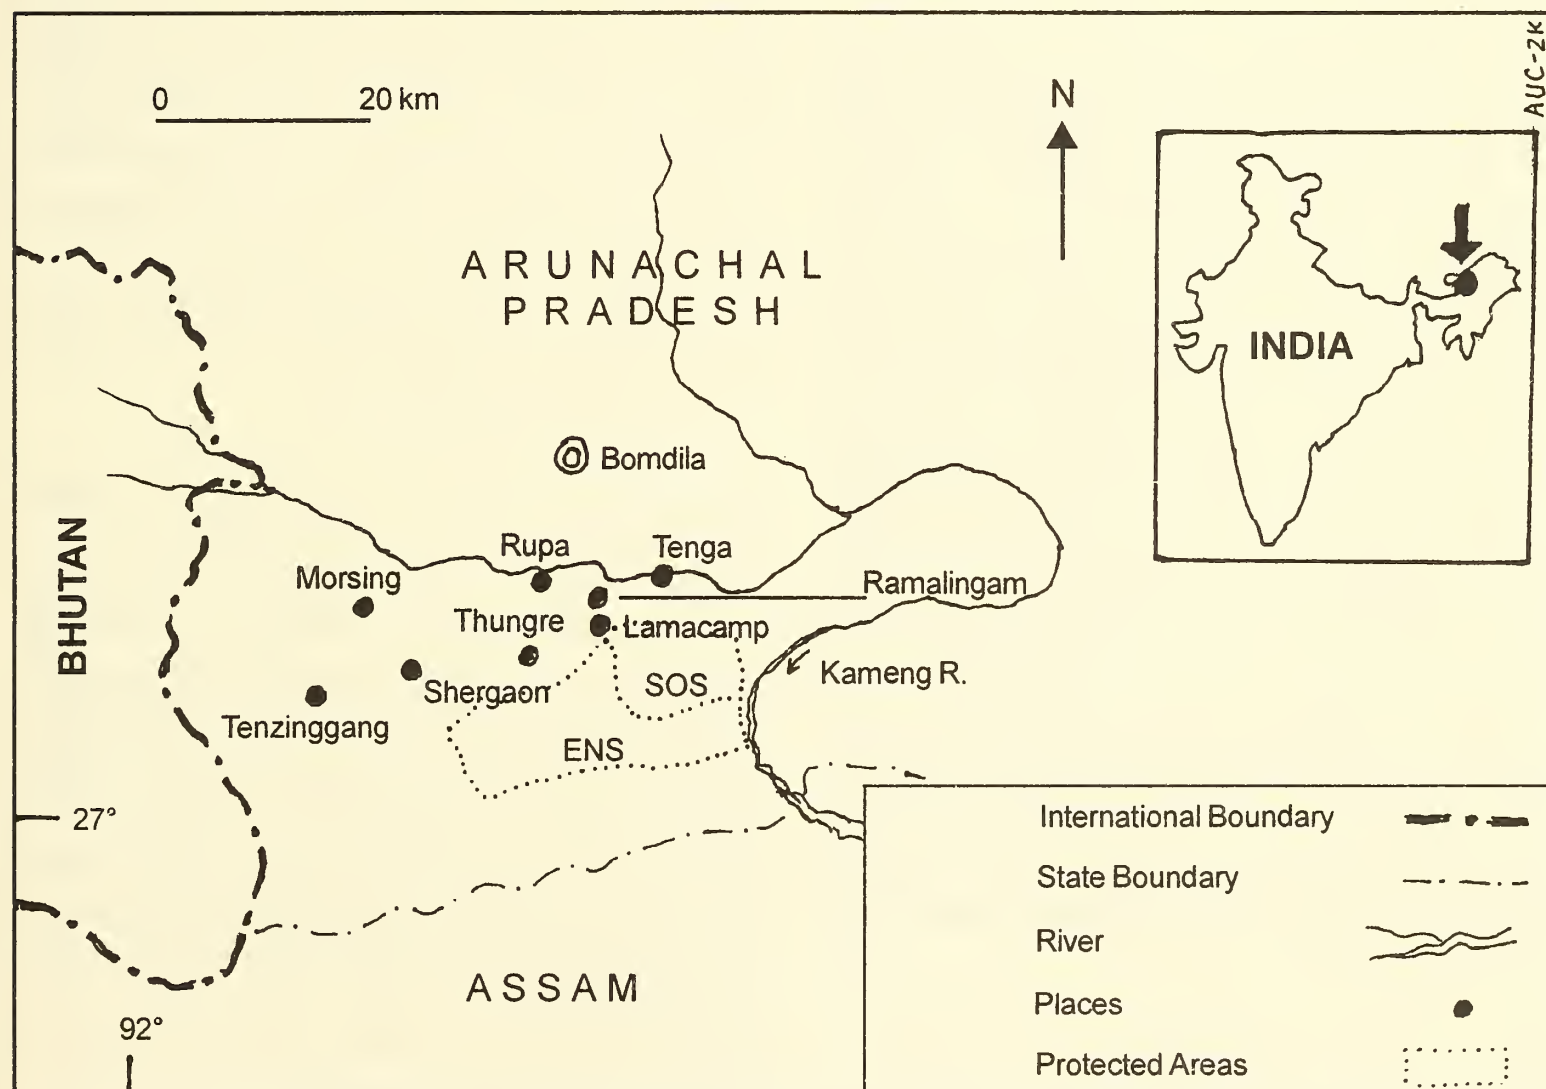 AUC-2K
0 20 km
N
ARUNACHAL
PRADESH
INDIA
Bomdila
Rupa
Tenga
Morsing
Ramalingam
Thungre
Lamacamp
BHUTAN
Shergaon
SOS
Kameng R.
Tenzinggang
ENS
27°
International Boundary
State Boundary
River
Places
Protected Areas
ASSAM
92°